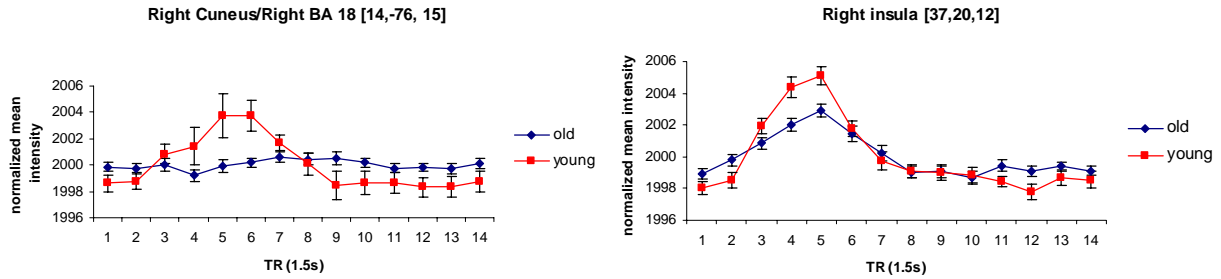 Right Cuneus/Right BA 18 [14,-76, 15]
normalized mean
intensity
2006
2004
2002
2000
1998
1996
1 2 3 4 5 6 7 8 9 10 11 12 13 14
TR (1.5s)
old
young
Right insula [37,20,12]
normalized mean intensity
2006
2004
2002
2000
1998
1996
1 2 3 4 5 6 7 8 9 10 11 12 13 14
TR (1.5s)
old
young